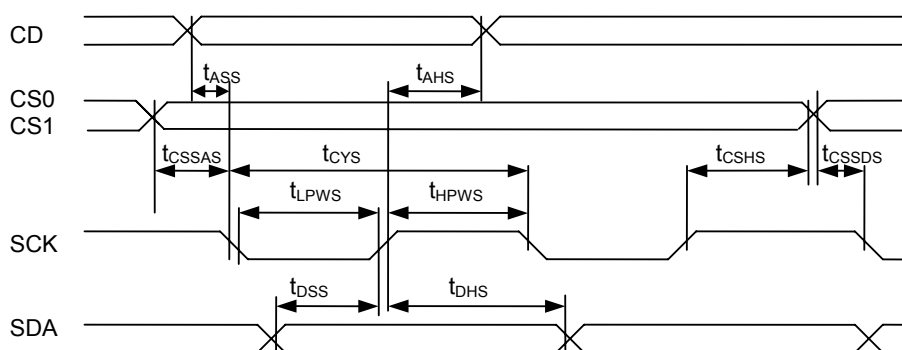 CD
tASS tAHS
CS0
CS1
tCSSAS tCYS tCSHS tCSSDS
tLPWS tHPWS
SCK
tDSS tDHS
SDA